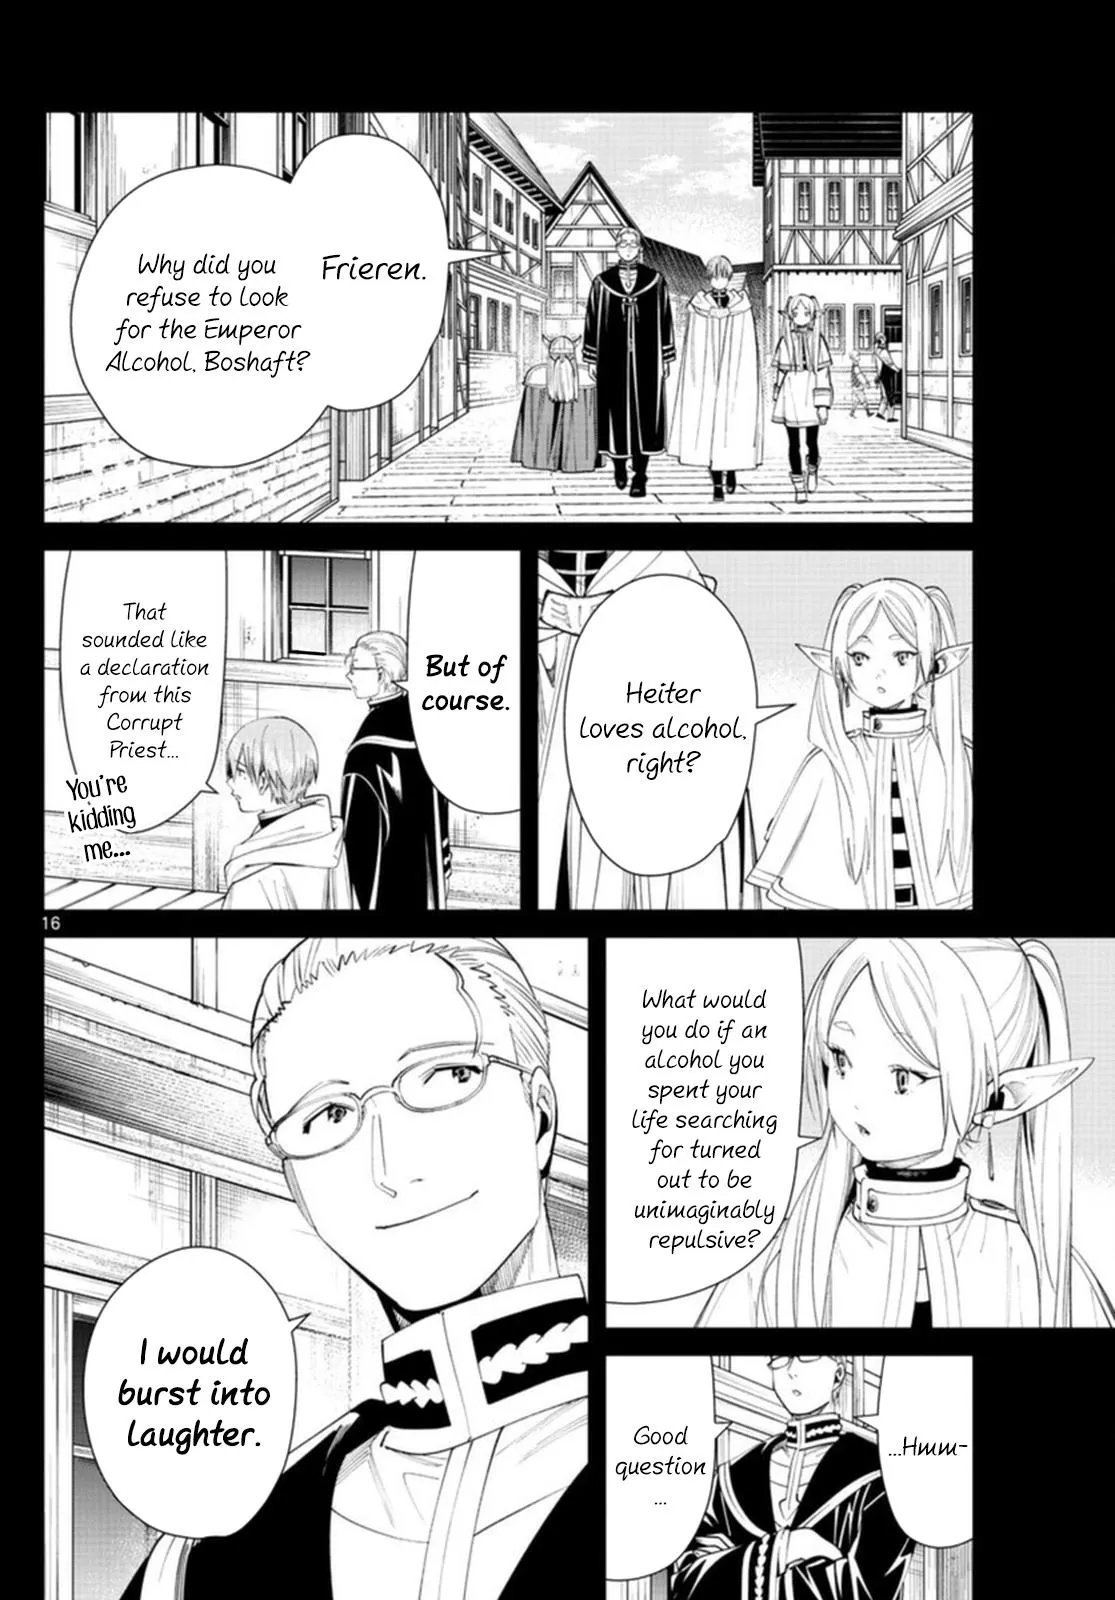 Frieren.
Why did you
refuse to look
for the Emperor
Alcohol, Boshaft?
Heiter
loves alcohol,
right?
But of
course.
That
sounded like
a declaration
from this
Corrupt
Priest...
You're
kidding
me...
16
What would
you do if an
alcohol you
spent your
life searching
for turned
out to be
unimaginably
repulsive?
...Hmm-
Good
question
...
I would
burst into
laughter.